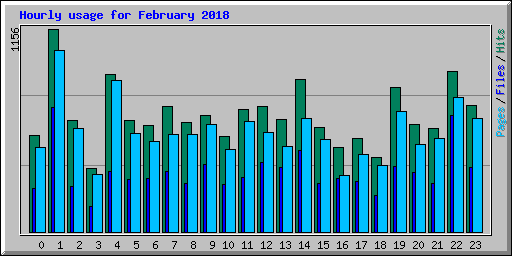 Hourly usage for February 2018
1156
Pages / Files / Hits
0 1 2 3 4 5 6 7 8 9 10 11 12 13 14 15 16 17 18 19 20 21 22 23